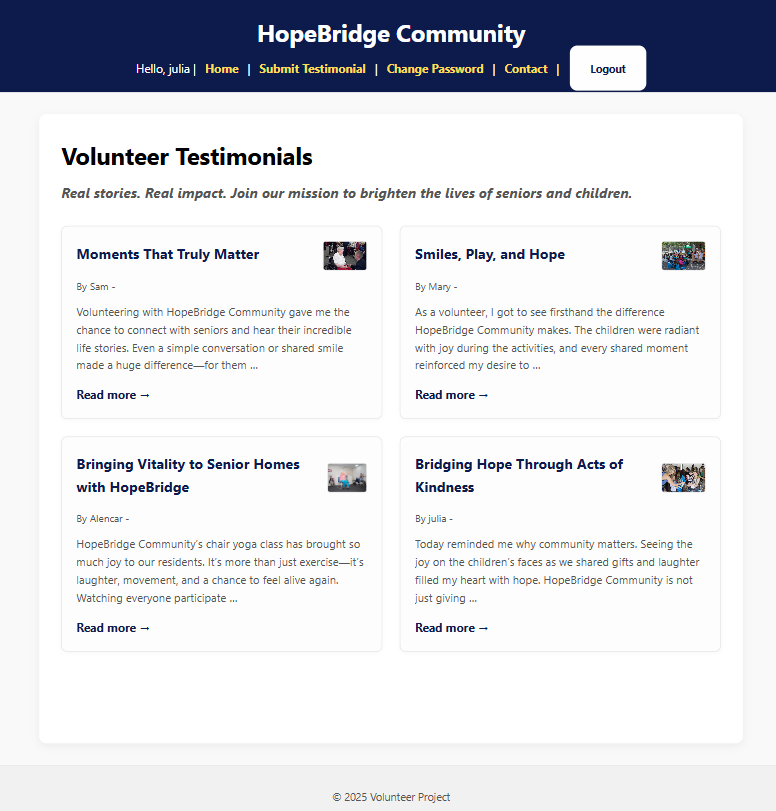 HopeBridge Community
Hello, julia | Home | Submit Testimonial | Change Password | Contact | Logout
Volunteer Testimonials
Real stories. Real impact. Join our mission to brighten the lives of seniors and children.
Moments That Truly Matter
By Sam -
Volunteering with HopeBridge Community gave me the
chance to connect with seniors and hear their incredible
life stories. Even a simple conversation or shared smile
made a huge difference—for them ...
Read more →
Smiles, Play, and Hope
By Mary -
As a volunteer, I got to see firsthand the difference
HopeBridge Community makes. The children were radiant
with joy during the activities, and every shared moment
reinforced my desire to ...
Read more →
Bringing Vitality to Senior Homes
with HopeBridge
By Alencar -
HopeBridge Community's chair yoga class has brought so
much joy to our residents. It's more than just exercise—it's
laughter, movement, and a chance to feel alive again.
Watching everyone participate ...
Read more →
Bridging Hope Through Acts of
Kindness
By julia -
Today reminded me why community matters. Seeing the
joy on the children's faces as we shared gifts and laughter
filled my heart with hope. HopeBridge Community is not
just giving ...
Read more →
© 2025 Volunteer Project